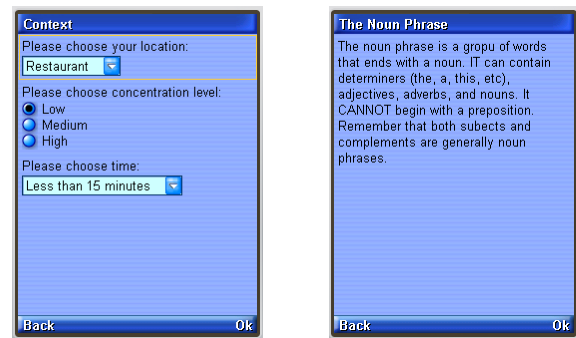 Context
Please choose your location:
Restaurant
Please choose concentration level:
Low
Medium
High
Please choose time:
Less than 15 minutes
Back Ok
The Noun Phrase
The noun phrase is a gropu of words
that ends with a noun. IT can contain
determiners (the, a, this, etc),
adjectives, adverbs, and nouns. It
CANNOT begin with a preposition.
Remember that both subects and
complements are generally noun
phrases.
Back Ok